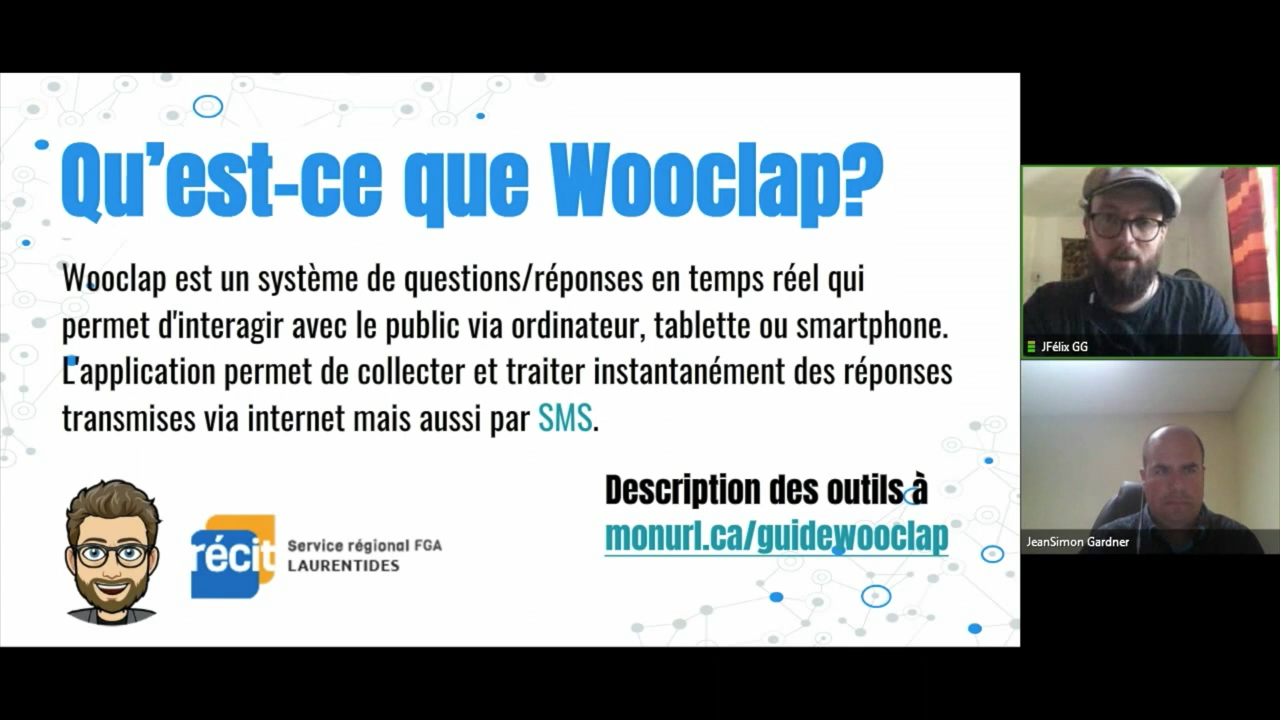 Qu'est-ce que Wooclap?
Wooclap est un système de questions/réponses en temps réel qui
permet d'interagir avec le public via ordinateur, tablette ou smartphone.
L'application permet de collecter et traiter instantanément des réponses
transmises via internet mais aussi par SMS.
Description des outils à
monurl.ca/guidewooclap
récit
Service régional FGA
LAURENTIDES
JFélix GG
JeanSimon Gardner